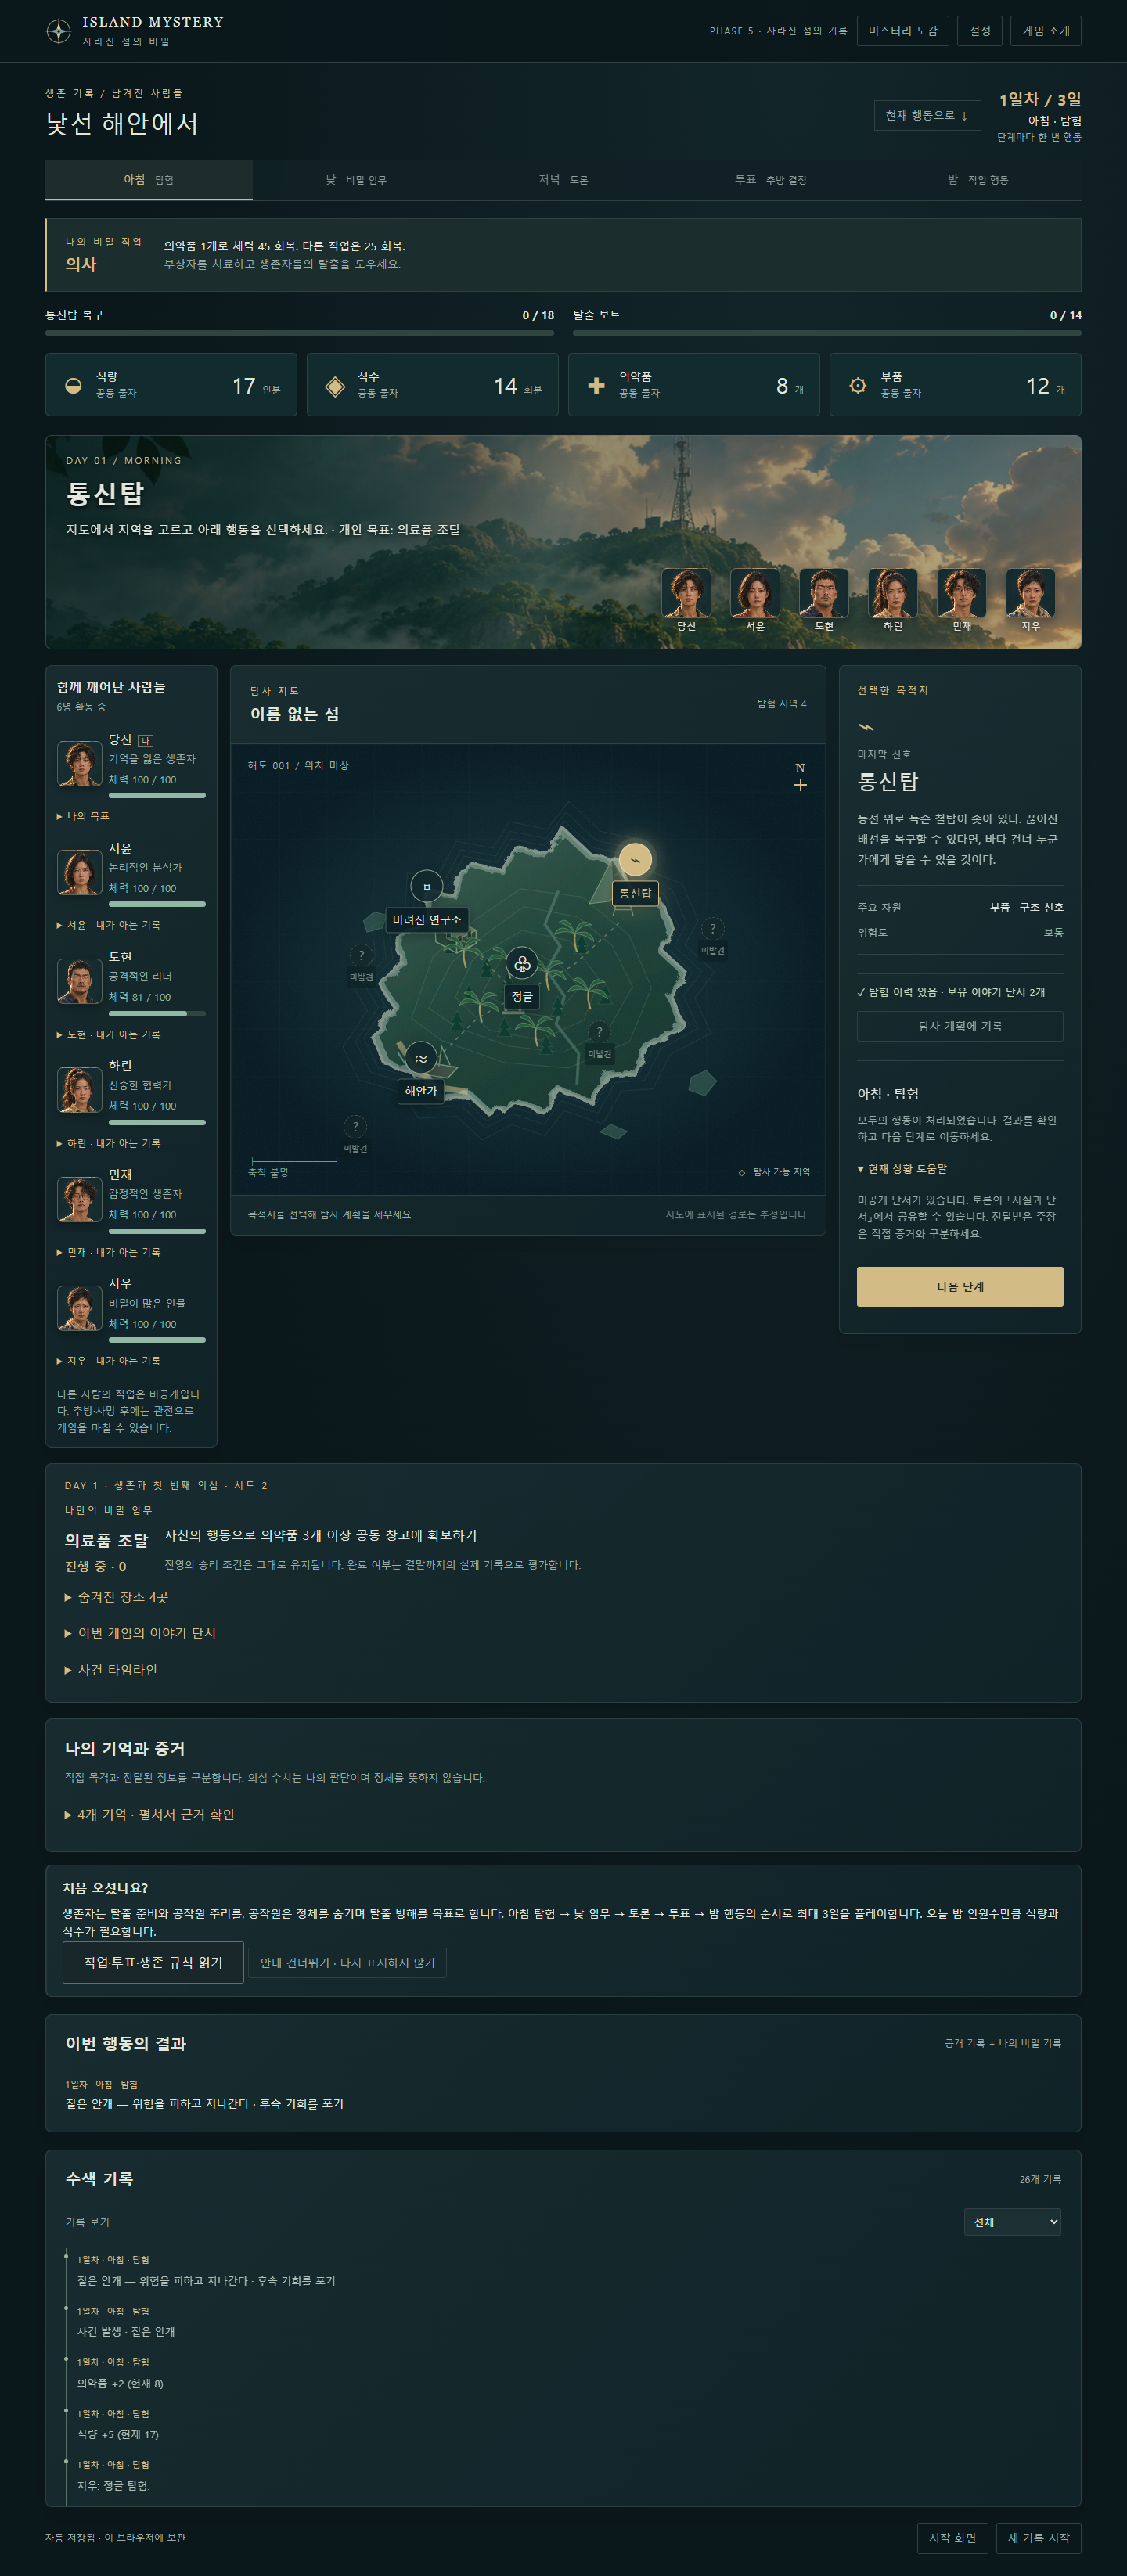 ISLAND MYSTERY
사라진 섬의 비밀
PHASE 5 · 사라진 섬의 기록
미스터리 도감
설정
게임 소개
생존 기록 / 남겨진 사람들
낯선 해안에서
현재 행동으로 ↓
1일차 / 3일
아침 · 탐험
단계마다 한 번 행동
아침 탐험
낮 비밀 임무
저녁 토론
투표 추방 결정
밤 직업 행동
나의 비밀 직업
의사
의약품 1개로 체력 45 회복. 다른 직업은 25 회복.
부상자를 치료하고 생존자들의 탈출을 도우세요.
통신탑 복구 0 / 18
탈출 보트 0 / 14
식량
공동 물자
17 인분
식수
공동 물자
14 회분
의약품
공동 물자
8 개
부품
공동 물자
12 개
DAY 01 / MORNING
통신탑
지도에서 지역을 고르고 아래 행동을 선택하세요. · 개인 목표: 의료품 조달
당신
서윤
도현
하린
민재
지우
함께 깨어난 사람들
6명 활동 중
당신 나
기억을 잃은 생존자
체력 100 / 100
▶ 나의 목표
서윤
논리적인 분석가
체력 100 / 100
▶ 서윤 · 내가 아는 기록
도현
공격적인 리더
체력 81 / 100
▶ 도현 · 내가 아는 기록
하린
신중한 협력가
체력 100 / 100
▶ 하린 · 내가 아는 기록
민재
감정적인 생존자
체력 100 / 100
▶ 민재 · 내가 아는 기록
지우
비밀이 많은 인물
체력 100 / 100
▶ 지우 · 내가 아는 기록
다른 사람의 직업은 비공개입니
다. 추방·사망 후에는 관전으로
게임을 마칠 수 있습니다.
탐사 지도
이름 없는 섬
탐험 지역 4
해도 001 / 위치 미상
N
통신탑
버려진 연구소
?
미발견
?
미발견
정글
?
미발견
해안가
?
미발견
축척 불명
◇ 탐사 가능 지역
목적지를 선택해 탐사 계획을 세우세요.
지도에 표시된 경로는 추정입니다.
선택한 목적지
마지막 신호
통신탑
능선 위로 녹슨 철탑이 솟아 있다. 끊어진
배선을 복구할 수 있다면, 바다 건너 누군
가에게 닿을 수 있을 것이다.
주요 자원 부품 · 구조 신호
위험도 보통
✓ 탐험 이력 있음 · 보유 이야기 단서 2개
탐사 계획에 기록
아침 · 탐험
모두의 행동이 처리되었습니다. 결과를 확인
하고 다음 단계로 이동하세요.
▼ 현재 상황 도움말
미공개 단서가 있습니다. 토론의 「사실과 단
서」에서 공유할 수 있습니다. 전달받은 주장
은 직접 증거와 구분하세요.
다음 단계
DAY 1 · 생존과 첫 번째 의심 · 시드 2
나만의 비밀 임무
의료품 조달
진행 중 · 0
자신의 행동으로 의약품 3개 이상 공동 창고에 확보하기
진영의 승리 조건은 그대로 유지됩니다. 완료 여부는 결말까지의 실제 기록으로 평가합니다.
▶ 숨겨진 장소 4곳
▶ 이번 게임의 이야기 단서
▶ 사건 타임라인
나의 기억과 증거
직접 목격과 전달된 정보를 구분합니다. 의심 수치는 나의 판단이며 정체를 뜻하지 않습니다.
▶ 4개 기억 · 펼쳐서 근거 확인
처음 오셨나요?
생존자는 탈출 준비와 공작원 추리를, 공작원은 정체를 숨기며 탈출 방해를 목표로 합니다. 아침 탐험 → 낮 임무 → 토론 → 투표 → 밤 행동의 순서로 최대 3일을 플레이합니다. 오늘 밤 인원수만큼 식량과
식수가 필요합니다.
직업·투표·생존 규칙 읽기
안내 건너뛰기 · 다시 표시하지 않기
이번 행동의 결과
공개 기록 + 나의 비밀 기록
1일차 · 아침 · 탐험
짙은 안개 — 위험을 피하고 지나간다 · 후속 기회를 포기
수색 기록
26개 기록
기록 보기
전체
1일차 · 아침 · 탐험
짙은 안개 — 위험을 피하고 지나간다 · 후속 기회를 포기
1일차 · 아침 · 탐험
사건 발생 · 짙은 안개
1일차 · 아침 · 탐험
의약품 +2 (현재 8)
1일차 · 아침 · 탐험
식량 +5 (현재 17)
1일차 · 아침 · 탐험
지우: 정글 탐험.
자동 저장됨 · 이 브라우저에 보관
시작 화면
새 기록 시작